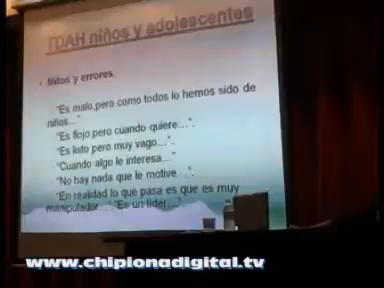 TDAH niños y adolescentes
• Mitos y errores
"Es malo,pero como todos lo hemos sido de
niños..."
"Es flojo,pero cuando quiere...".
"Es listo pero muy vago...".
"Cuando algo le interesa..."
"No hay nada que le motive ...".
"En realidad lo que pasa es que es muy
manipulador..." "Es un líder....".
www.chipionadigital.tv